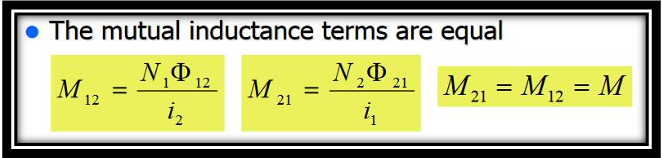 • The mutual inductance terms are equal
M₁₂ = N₁Φ₁₂ / i₂   M₂₁ = N₂Φ₂₁ / i₁   M₂₁ = M₁₂ = M